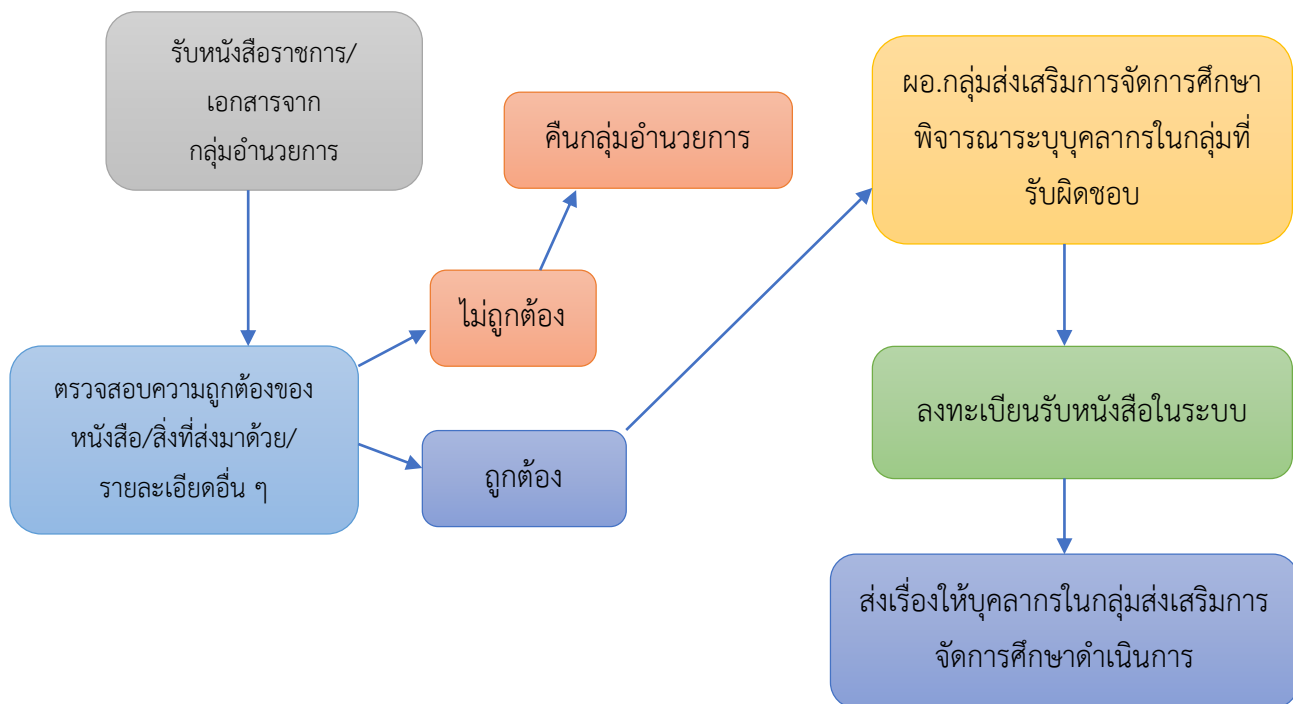 รับหนังสือราชการ/
เอกสารจาก
กลุ่มอำนวยการ
ตรวจสอบความถูกต้องของ
หนังสือ/สิ่งที่ส่งมาด้วย/
รายละเอียดอื่น ๆ
ไม่ถูกต้อง
คืนกลุ่มอำนวยการ
ถูกต้อง
ผอ.กลุ่มส่งเสริมการจัดการศึกษา
พิจารณาระบุบุคลากรในกลุ่มที่
รับผิดชอบ
ลงทะเบียนรับหนังสือในระบบ
ส่งเรื่องให้บุคลากรในกลุ่มส่งเสริมการ
จัดการศึกษาดำเนินการ